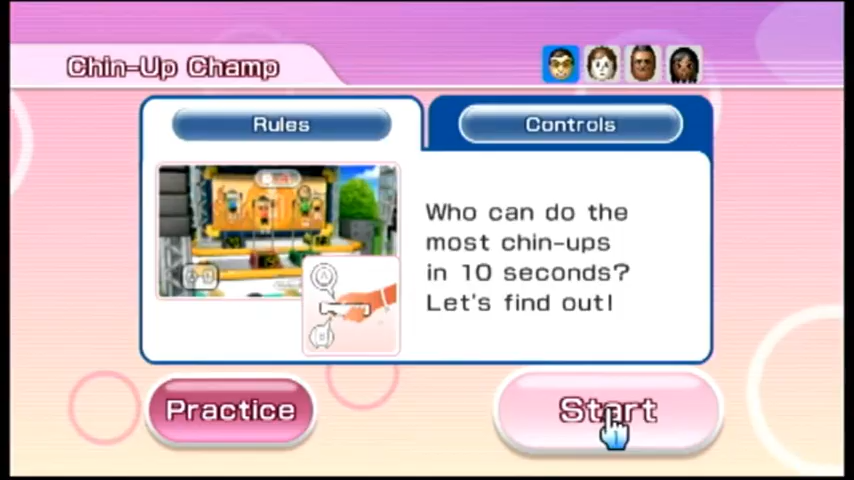 Chin-Up Champ
Rules
Controls
Who can do the
most chin-ups
in 10 seconds?
Let's find out!
A
B
Practice
Start